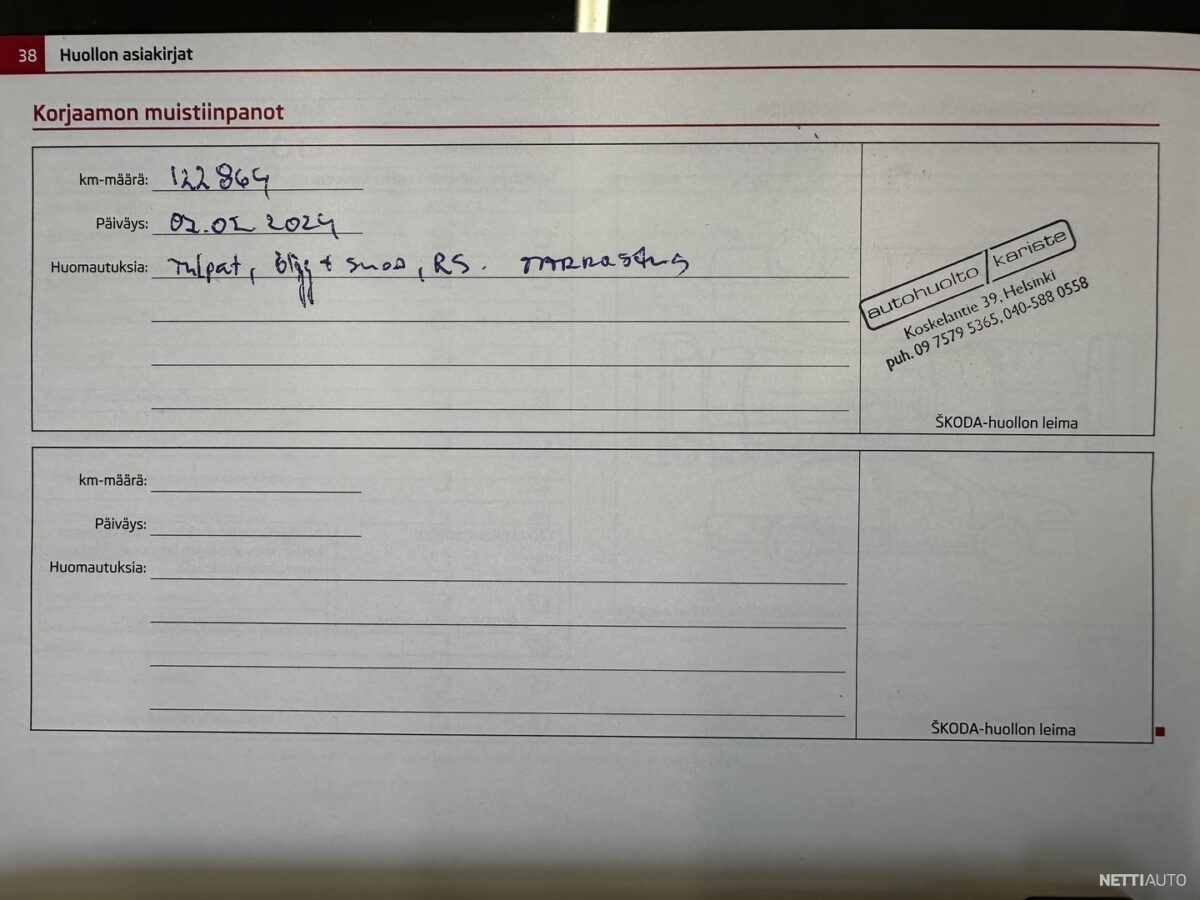 38 Huollon asiakirjat
Korjaamon muistiinpanot
km-määrä: 122 864
Päiväys: 02.02 2024
Huomautuksia: Tulpat, öljy + suod, RS.
autohuolto / kariste
Koskelantie 39, Helsinki
puh. 09 7579 5365, 040-588 0558
ŠKODA-huollon leima
km-määrä:
Päiväys:
Huomautuksia:
ŠKODA-huollon leima
NETTIAUTO